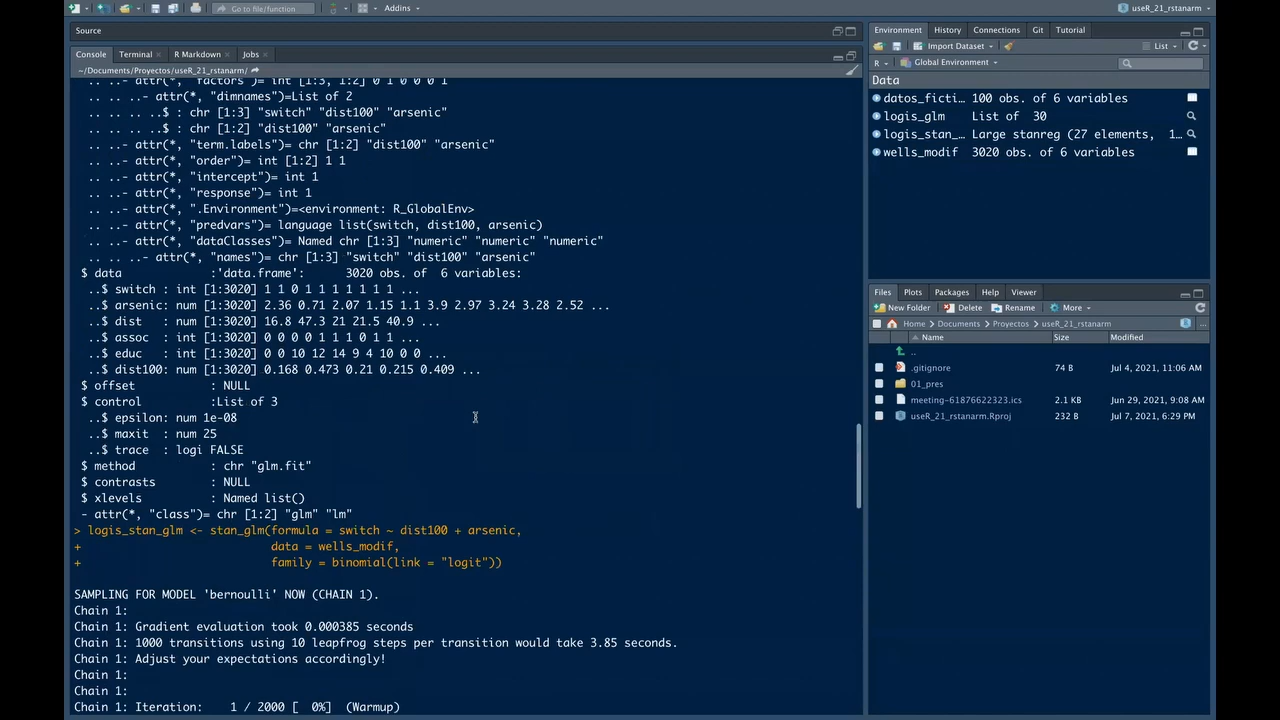 Go to file/function
Addins
useR_21_rstanarm
Source
Console Terminal R Markdown Jobs
~/Documents/Proyectos/useR_21_rstanarm/
.. ..- attr(*, "factors")= int [1:3, 1:2] 0 1 0 0 0 1
.. .. ..- attr(*, "dimnames")=List of 2
.. .. .. ..$ : chr [1:3] "switch" "dist100" "arsenic"
.. .. .. ..$ : chr [1:2] "dist100" "arsenic"
.. ..- attr(*, "term.labels")= chr [1:2] "dist100" "arsenic"
.. ..- attr(*, "order")= int [1:2] 1 1
.. ..- attr(*, "intercept")= int 1
.. ..- attr(*, "response")= int 1
.. ..- attr(*, ".Environment")=<environment: R_GlobalEnv>
.. ..- attr(*, "predvars")= language list(switch, dist100, arsenic)
.. ..- attr(*, "dataClasses")= Named chr [1:3] "numeric" "numeric" "numeric"
.. .. ..- attr(*, "names")= chr [1:3] "switch" "dist100" "arsenic"
$ data :'data.frame': 3020 obs. of 6 variables:
..$ switch : int [1:3020] 1 1 0 1 1 1 1 1 1 1 ...
..$ arsenic: num [1:3020] 2.36 0.71 2.07 1.15 1.1 3.9 2.97 3.24 3.28 2.52 ...
..$ dist : num [1:3020] 16.8 47.3 21 21.5 40.9 ...
..$ assoc : int [1:3020] 0 0 0 0 1 1 1 0 1 1 ...
..$ educ : int [1:3020] 0 0 10 12 14 9 4 10 0 0 ...
..$ dist100: num [1:3020] 0.168 0.473 0.21 0.215 0.409 ...
$ offset : NULL
$ control :List of 3
..$ epsilon: num 1e-08
..$ maxit : num 25
..$ trace : logi FALSE
$ method : chr "glm.fit"
$ contrasts : NULL
$ xlevels : Named list()
- attr(*, "class")= chr [1:2] "glm" "lm"
> logis_stan_glm <- stan_glm(formula = switch ~ dist100 + arsenic,
+ data = wells_modif,
+ family = binomial(link = "logit"))
SAMPLING FOR MODEL 'bernoulli' NOW (CHAIN 1).
Chain 1:
Chain 1: Gradient evaluation took 0.000385 seconds
Chain 1: 1000 transitions using 10 leapfrog steps per transition would take 3.85 seconds.
Chain 1: Adjust your expectations accordingly!
Chain 1:
Chain 1:
Chain 1: Iteration: 1 / 2000 [ 0%] (Warmup)
Environment History Connections Git Tutorial
Import Dataset List
R Global Environment
Data
datos_ficti… 100 obs. of 6 variables
logis_glm List of 30
logis_stan_… Large stanreg (27 elements, 1…
wells_modif 3020 obs. of 6 variables
Files Plots Packages Help Viewer
New Folder Delete Rename More
Home Documents Proyectos useR_21_rstanarm ...
Name Size Modified
..
.gitignore 74 B Jul 4, 2021, 11:06 AM
01_pres
meeting-61876622323.ics 2.1 KB Jun 29, 2021, 9:08 AM
useR_21_rstanarm.Rproj 232 B Jul 7, 2021, 6:29 PM